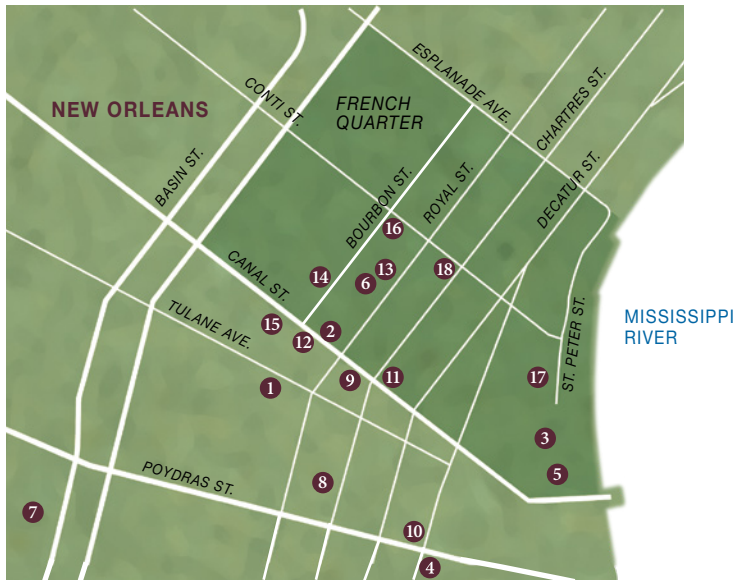 NEW ORLEANS
FRENCH
QUARTER
ESPLANADE AVE.
CONTI ST.
CHARTRES ST.
BASIN ST.
BOURBON ST.
ROYAL ST.
DECATUR ST.
16
CANAL ST.
14
6
13
18
TULANE AVE.
15
12
2
MISSISSIPPI
RIVER
ST. PETER ST.
1
9
11
17
3
5
POYDRAS ST.
8
7
10
4